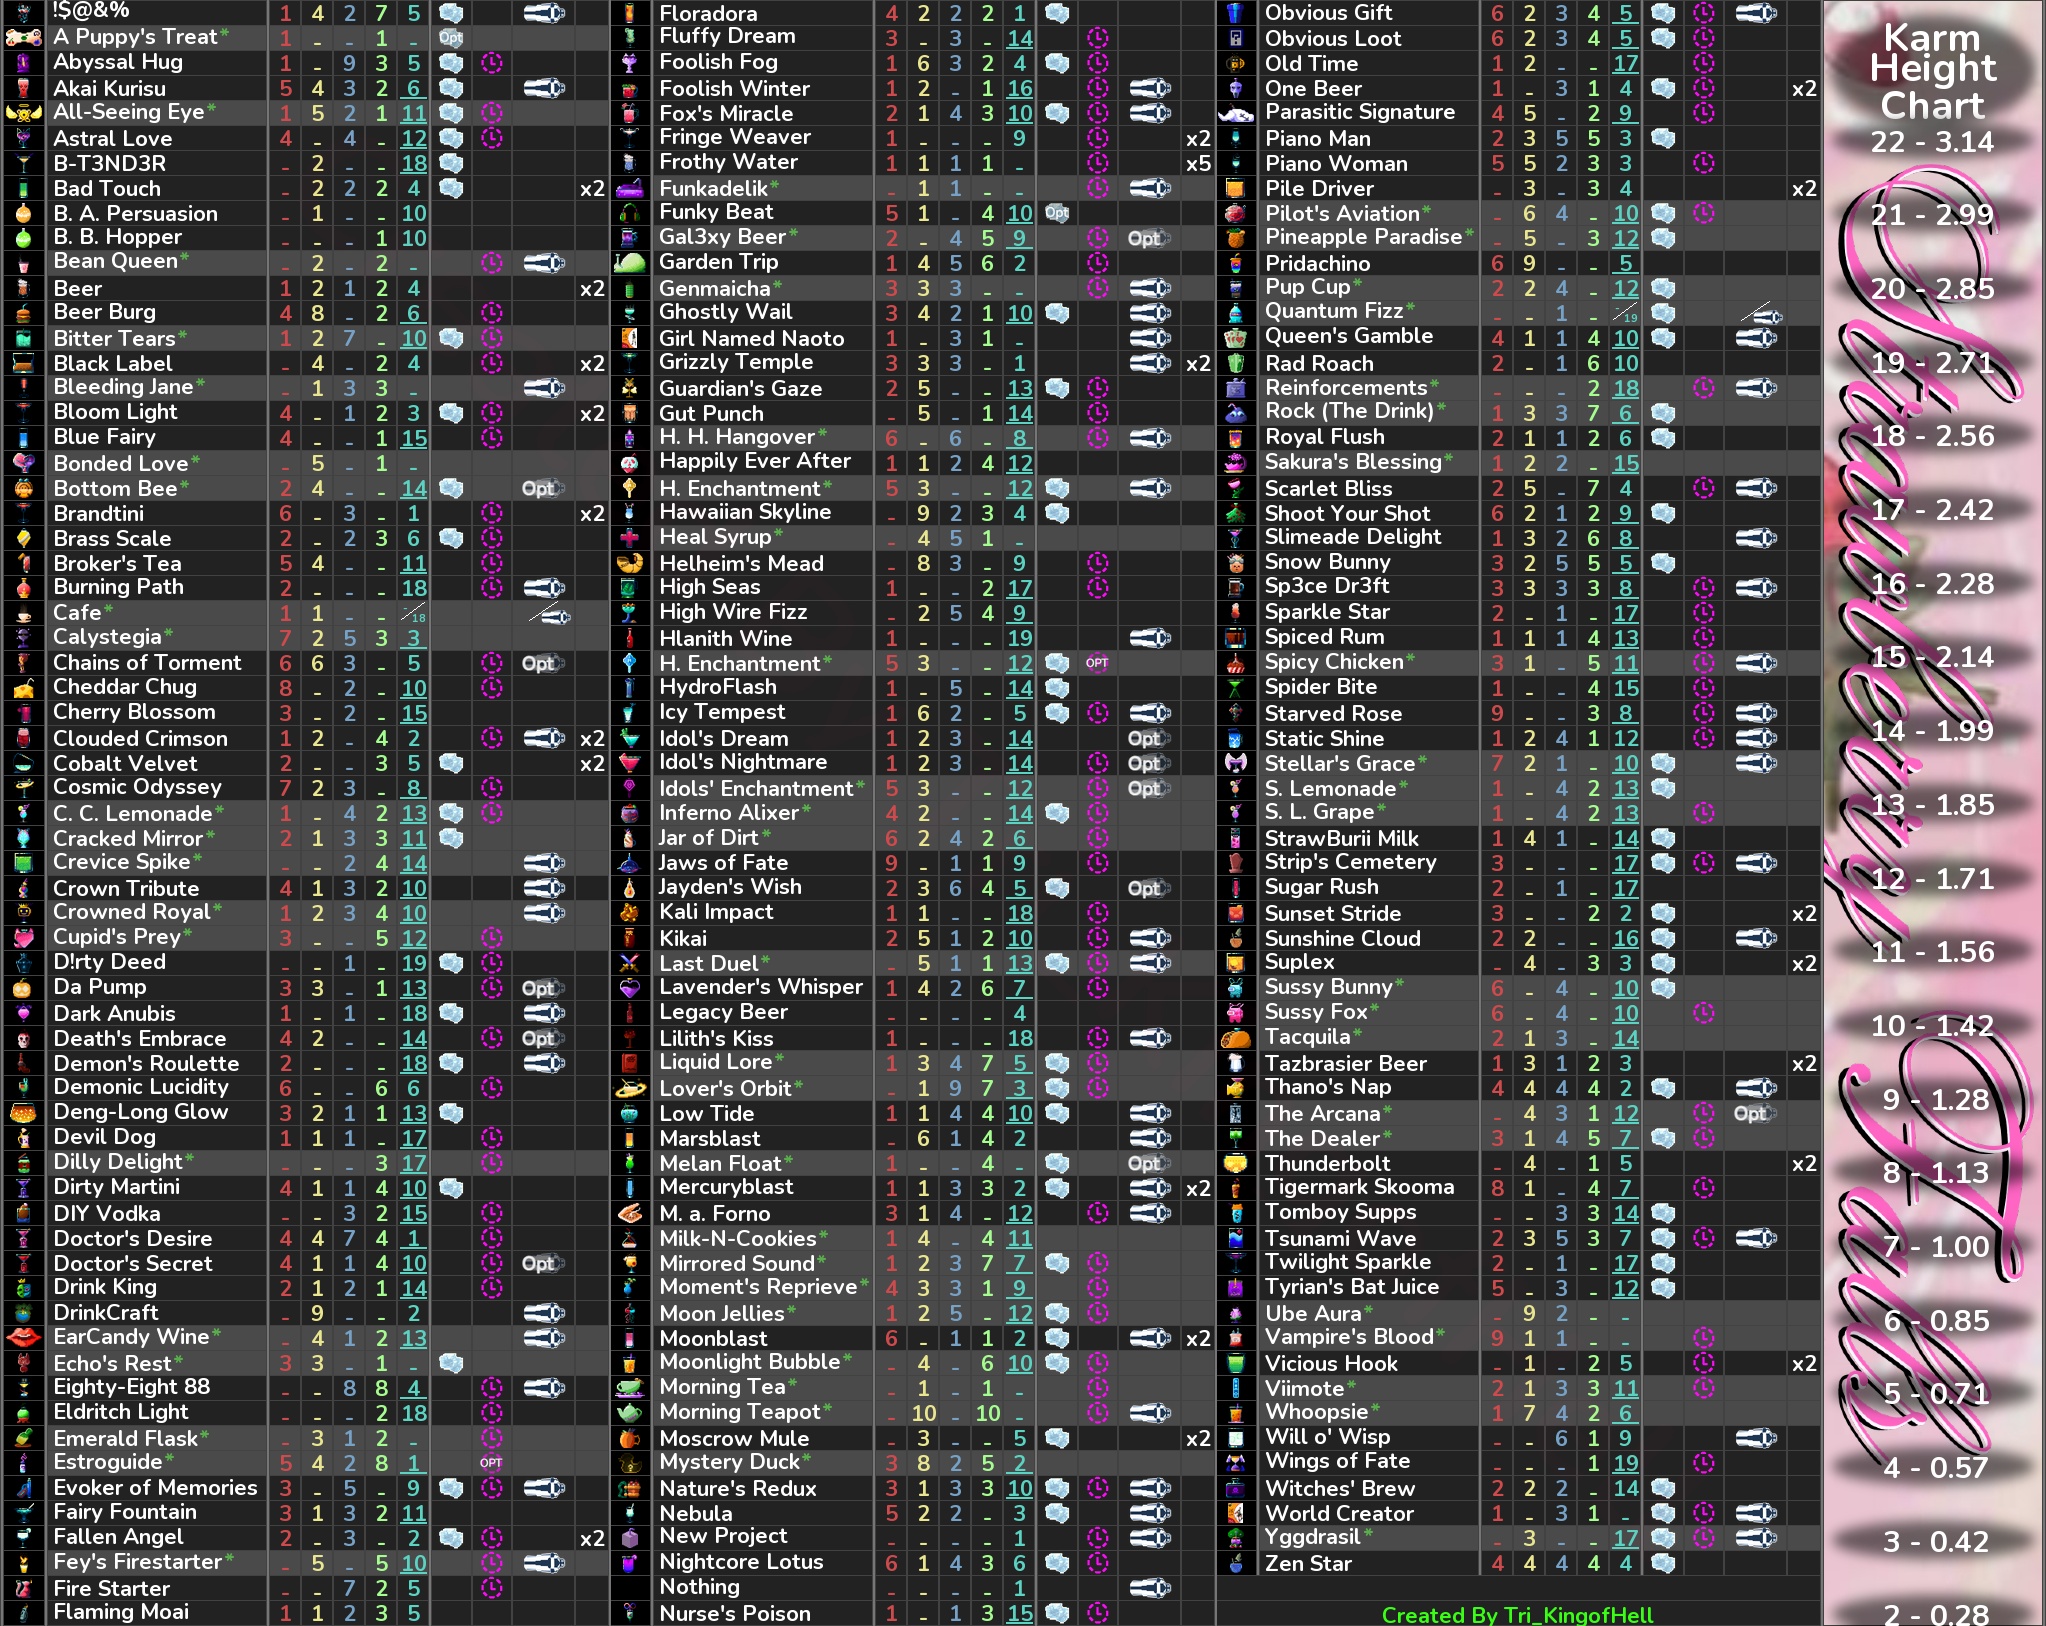 !$@&% 1 4 2 7 5
A Puppy's Treat* 1 - - 1 - Opt
Abyssal Hug 1 - 9 3 5
Akai Kurisu 5 4 3 2 6
All-Seeing Eye* 1 5 2 1 11
Astral Love 4 - 4 - 12
B-T3ND3R - 2 - - 18
Bad Touch - 2 2 2 4 x2
B. A. Persuasion - 1 - - 10
B. B. Hopper - - - 1 10
Bean Queen* - 2 - 2 -
Beer 1 2 1 2 4 x2
Beer Burg 4 8 - 2 6
Bitter Tears* 1 2 7 - 10
Black Label - 4 - 2 4 x2
Bleeding Jane* - 1 3 3 -
Bloom Light 4 - 1 2 3 x2
Blue Fairy 4 - - 1 15
Bonded Love* - 5 - 1 -
Bottom Bee* 2 4 - - 14 Opt
Brandtini 6 - 3 - 1 x2
Brass Scale 2 - 2 3 6
Broker's Tea 5 4 - - 11
Burning Path 2 - - - 18
Cafe* 1 1 - - -/18
Calystegia* 7 2 5 3 3
Chains of Torment 6 6 3 - 5 Opt
Cheddar Chug 8 - 2 - 10
Cherry Blossom 3 - 2 - 15
Clouded Crimson 1 2 - 4 2 x2
Cobalt Velvet 2 - - 3 5 x2
Cosmic Odyssey 7 2 3 - 8
C. C. Lemonade* 1 - 4 2 13
Cracked Mirror* 2 1 3 3 11
Crevice Spike* - - 2 4 14
Crown Tribute 4 1 3 2 10
Crowned Royal* 1 2 3 4 10
Cupid's Prey* 3 - - 5 12
D!rty Deed - - 1 - 19
Da Pump 3 3 - 1 13 Opt
Dark Anubis 1 - 1 - 18
Death's Embrace 4 2 - - 14 Opt
Demon's Roulette 2 - - - 18
Demonic Lucidity 6 - - 6 6
Deng-Long Glow 3 2 1 1 13
Devil Dog 1 1 1 - 17
Dilly Delight* - - - 3 17
Dirty Martini 4 1 1 4 10
DIY Vodka - - 3 2 15
Doctor's Desire 4 4 7 4 1
Doctor's Secret 4 1 1 4 10 Opt
Drink King 2 1 2 1 14
DrinkCraft - 9 - - 2
EarCandy Wine* - 4 1 2 13
Echo's Rest* 3 3 - 1 -
Eighty-Eight 88 - - 8 8 4
Eldritch Light - - - 2 18
Emerald Flask* - 3 1 2 -
Estroguide* 5 4 2 8 1 OPT
Evoker of Memories 3 - 5 - 9
Fairy Fountain 3 1 3 2 11
Fallen Angel 2 - 3 - 2 x2
Fey's Firestarter* - 5 - 5 10
Fire Starter - - 7 2 5
Flaming Moai 1 1 2 3 5
Floradora 4 2 2 2 1
Fluffy Dream 3 - 3 - 14
Foolish Fog 1 6 3 2 4
Foolish Winter 1 2 - 1 16
Fox's Miracle 2 1 4 3 10
Fringe Weaver 1 - - - 9 x2
Frothy Water 1 1 1 1 - x5
Funkadelik* - 1 1 - -
Funky Beat 5 1 - 4 10 Opt
Gal3xy Beer* 2 - 4 5 9 Opt
Garden Trip 1 4 5 6 2
Genmaicha* 3 3 3 - -
Ghostly Wail 3 4 2 1 10
Girl Named Naoto 1 - 3 1 -
Grizzly Temple 3 3 3 - 1 x2
Guardian's Gaze 2 5 - - 13
Gut Punch - 5 - 1 14
H. H. Hangover* 6 - 6 - 8
Happily Ever After 1 1 2 4 12
H. Enchantment* 5 3 - - 12
Hawaiian Skyline - 9 2 3 4
Heal Syrup* - 4 5 1 -
Helheim's Mead - 8 3 - 9
High Seas 1 - - 2 17
High Wire Fizz - 2 5 4 9
Hlanith Wine 1 - - - 19
H. Enchantment* 5 3 - - 12 OPT
HydroFlash 1 - 5 - 14
Icy Tempest 1 6 2 - 5
Idol's Dream 1 2 3 - 14 Opt
Idol's Nightmare 1 2 3 - 14 Opt
Idols' Enchantment* 5 3 - - 12 Opt
Inferno Alixer* 4 2 - - 14
Jar of Dirt* 6 2 4 2 6
Jaws of Fate 9 - 1 1 9
Jayden's Wish 2 3 6 4 5 Opt
Kali Impact 1 1 - - 18
Kikai 2 5 1 2 10
Last Duel* - 5 1 1 13
Lavender's Whisper 1 4 2 6 7
Legacy Beer - - - - 4
Lilith's Kiss 1 - - - 18
Liquid Lore* 1 3 4 7 5
Lover's Orbit* - 1 9 7 3
Low Tide 1 1 4 4 10
Marsblast - 6 1 4 2
Melan Float* 1 - - 4 - Opt
Mercuryblast 1 1 3 3 2 x2
M. a. Forno 3 1 4 - 12
Milk-N-Cookies* 1 4 - 4 11
Mirrored Sound* 1 2 3 7 7
Moment's Reprieve* 4 3 3 1 9
Moon Jellies* 1 2 5 - 12
Moonblast 6 - 1 1 2 x2
Moonlight Bubble* - 4 - 6 10
Morning Tea* - 1 - 1 -
Morning Teapot* - 10 - 10 -
Moscrow Mule - 3 - - 5 x2
Mystery Duck* 3 8 2 5 2
Nature's Redux 3 1 3 3 10
Nebula 5 2 2 - 3
New Project - - - - 1
Nightcore Lotus 6 1 4 3 6
Nothing - - - - 1
Nurse's Poison 1 - 1 3 15
Obvious Gift 6 2 3 4 5
Obvious Loot 6 2 3 4 5
Old Time 1 2 - - 17
One Beer 1 - 3 1 4 x2
Parasitic Signature 4 5 - 2 9
Piano Man 2 3 5 5 3
Piano Woman 5 5 2 3 3
Pile Driver - 3 - 3 4 x2
Pilot's Aviation* - 6 4 - 10
Pineapple Paradise* - 5 - 3 12
Pridachino 6 9 - - 5
Pup Cup* 2 2 4 - 12
Quantum Fizz* - - 1 - -/19
Queen's Gamble 4 1 1 4 10
Rad Roach 2 - 1 6 10
Reinforcements* - - - 2 18
Rock (The Drink)* 1 3 3 7 6
Royal Flush 2 1 1 2 6
Sakura's Blessing* 1 2 2 - 15
Scarlet Bliss 2 5 - 7 4
Shoot Your Shot 6 2 1 2 9
Slimeade Delight 1 3 2 6 8
Snow Bunny 3 2 5 5 5
Sp3ce Dr3ft 3 3 3 3 8
Sparkle Star 2 - 1 - 17
Spiced Rum 1 1 1 4 13
Spicy Chicken* 3 1 - 5 11
Spider Bite 1 - - 4 15
Starved Rose 9 - - 3 8
Static Shine 1 2 4 1 12
Stellar's Grace* 7 2 1 - 10
S. Lemonade* 1 - 4 2 13
S. L. Grape* 1 - 4 2 13
StrawBurii Milk 1 4 1 - 14
Strip's Cemetery 3 - - - 17
Sugar Rush 2 - 1 - 17
Sunset Stride 3 - - 2 2 x2
Sunshine Cloud 2 2 - - 16
Suplex - 4 - 3 3 x2
Sussy Bunny* 6 - 4 - 10
Sussy Fox* 6 - 4 - 10
Tacquila* 2 1 3 - 14
Tazbrasier Beer 1 3 1 2 3 x2
Thano's Nap 4 4 4 4 2
The Arcana* - 4 3 1 12 Opt
The Dealer* 3 1 4 5 7
Thunderbolt - 4 - 1 5 x2
Tigermark Skooma 8 1 - 4 7
Tomboy Supps - - 3 3 14
Tsunami Wave 2 3 5 3 7
Twilight Sparkle 2 - 1 - 17
Tyrian's Bat Juice 5 - 3 - 12
Ube Aura* - 9 2 - -
Vampire's Blood* 9 1 1 - -
Vicious Hook - 1 - 2 5 x2
Viimote* 2 1 3 3 11
Whoopsie* 1 7 4 2 6
Will o' Wisp - - 6 1 9
Wings of Fate - - - 1 19
Witches' Brew 2 2 2 - 14
World Creator 1 - 3 1 -
Yggdrasil* - 3 - - 17
Zen Star 4 4 4 4 4
Created By Tri_KingofHell
Karm
Height
Chart
22 - 3.14
21 - 2.99
20 - 2.85
19 - 2.71
18 - 2.56
17 - 2.42
16 - 2.28
15 - 2.14
14 - 1.99
13 - 1.85
12 - 1.71
11 - 1.56
10 - 1.42
9 - 1.28
8 - 1.13
7 - 1.00
6 - 0.85
5 - 0.71
4 - 0.57
3 - 0.42
2 - 0.28